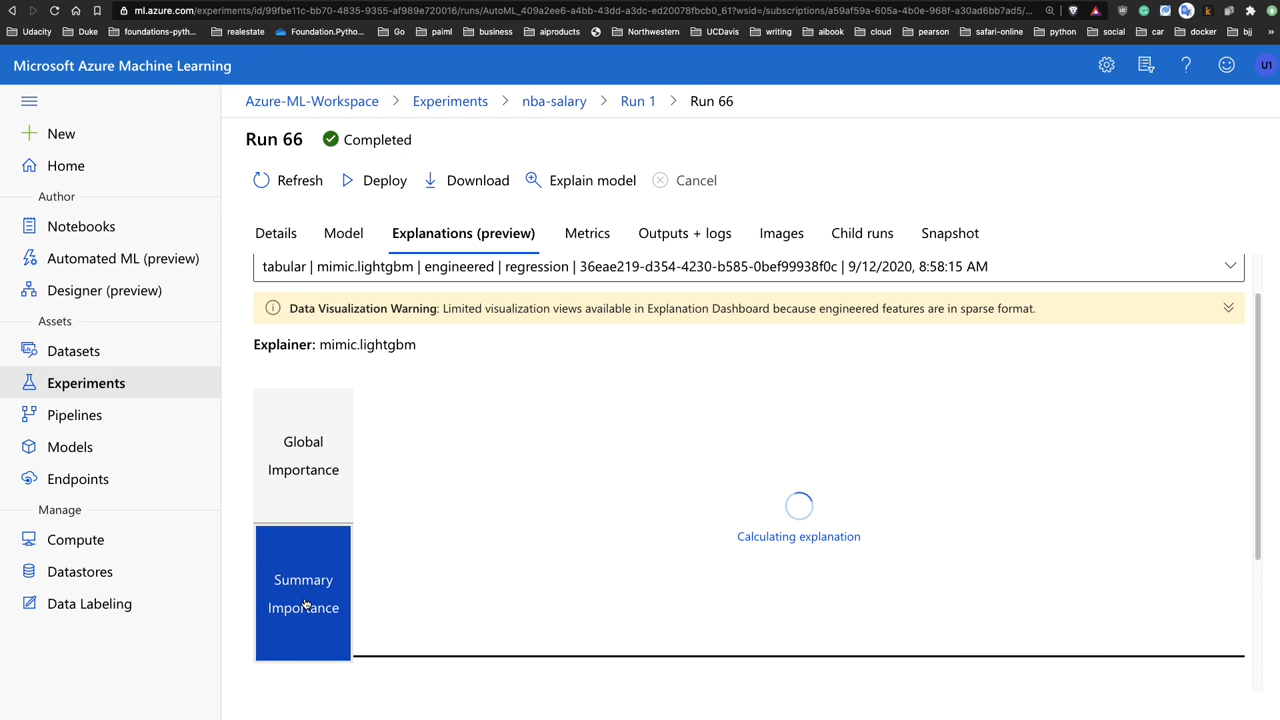 ml.azure.com/experiments/id/99fbe11c-bb70-4835-9355-af989e720016/runs/AutoML_409a2ee6-a4bb-43dd-a3dc-ed20078fbcb0_61?wsid=/subscriptions/a59af59a-605a-4b0e-968f-a30ad6bb7ad5/...
Udacity Duke foundations-pyth... realestate Foundation.Pytho... Go paiml business aiproducts Northwestern UCDavis writing aibook cloud pearson safari-online python social car docker bjj »
Microsoft Azure Machine Learning
U1
Azure-ML-Workspace > Experiments > nba-salary > Run 1 > Run 66
Run 66 Completed
Refresh Deploy Download Explain model Cancel
Details Model Explanations (preview) Metrics Outputs + logs Images Child runs Snapshot
tabular | mimic.lightgbm | engineered | regression | 36eae219-d354-4230-b585-0bef99938f0c | 9/12/2020, 8:58:15 AM
Data Visualization Warning: Limited visualization views available in Explanation Dashboard because engineered features are in sparse format.
Explainer: mimic.lightgbm
Global
Importance
Summary
Importance
Calculating explanation
New
Home
Author
Notebooks
Automated ML (preview)
Designer (preview)
Assets
Datasets
Experiments
Pipelines
Models
Endpoints
Manage
Compute
Datastores
Data Labeling